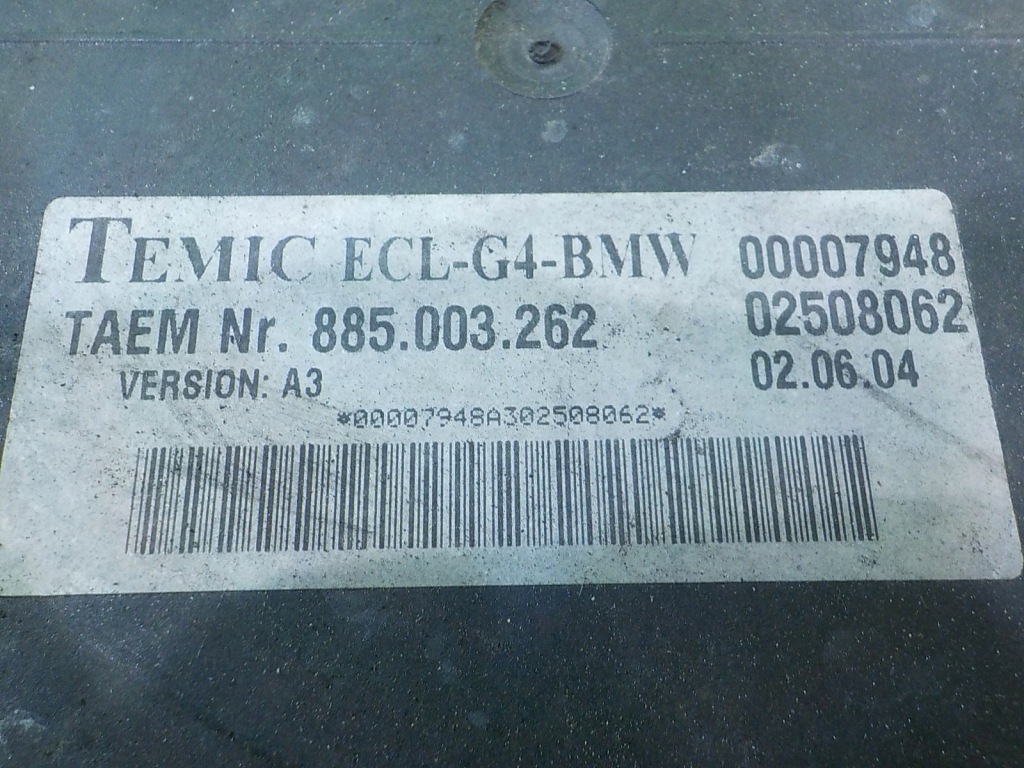 TEMIC ECL-G4-BMW 00007948
TAEM Nr. 885.003.262 02508062
VERSION: A3 02.06.04
*00007948A302508062*